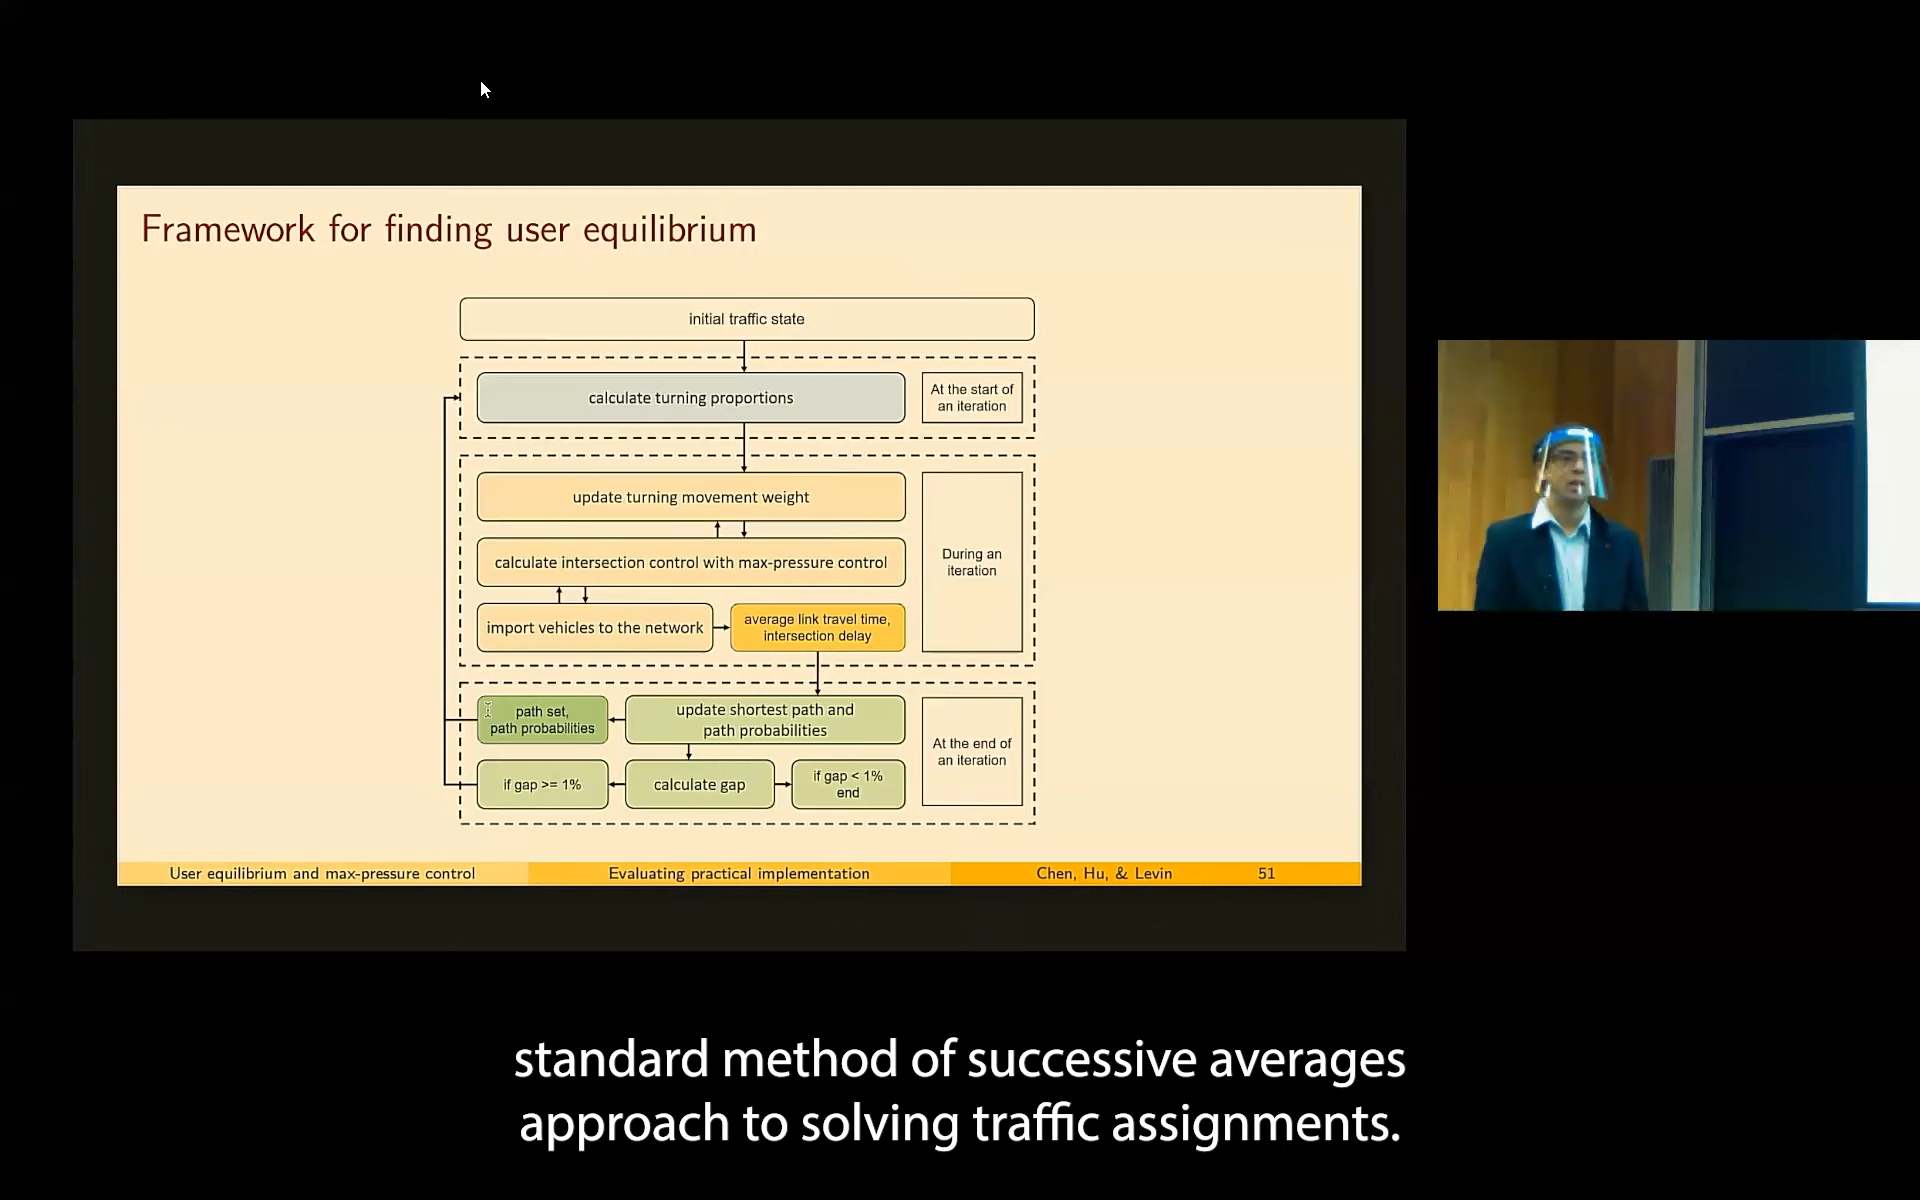 Framework for finding user equilibrium
initial traffic state
calculate turning proportions
At the start of
an iteration
update turning movement weight
calculate intersection control with max-pressure control
import vehicles to the network
average link travel time,
intersection delay
During an
iteration
path set,
path probabilities
update shortest path and
path probabilities
if gap >= 1%
calculate gap
if gap < 1%
end
At the end of
an iteration
User equilibrium and max-pressure control
Evaluating practical implementation
Chen, Hu, & Levin
51
standard method of successive averages
approach to solving traffic assignments.